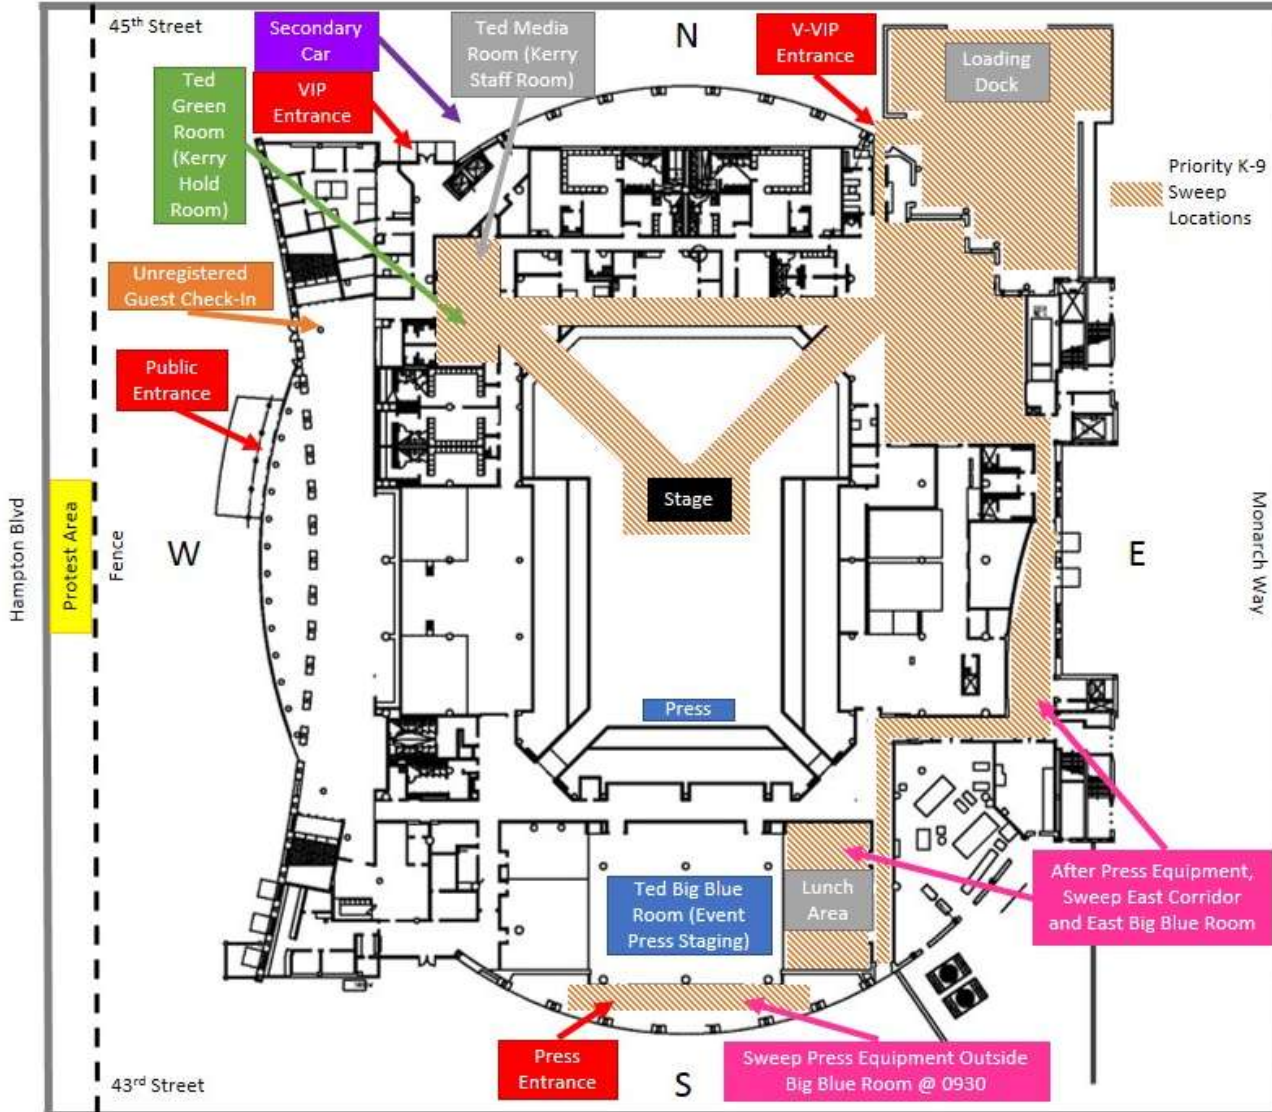 45th Street
Secondary
Car
Ted Media
Room (Kerry
Staff Room)
N
V-VIP
Entrance
Loading
Dock
Ted
Green
Room
(Kerry
Hold
Room)
VIP
Entrance
Priority K-9
Sweep
Locations
Unregistered
Guest Check-In
Public
Entrance
Stage
Hampton Blvd
Protest Area
Fence
W
E
Monarch Way
Press
Ted Big Blue
Room (Event
Press Staging)
Lunch
Area
After Press Equipment,
Sweep East Corridor
and East Big Blue Room
Press
Entrance
S
Sweep Press Equipment Outside
Big Blue Room @ 0930
43rd Street